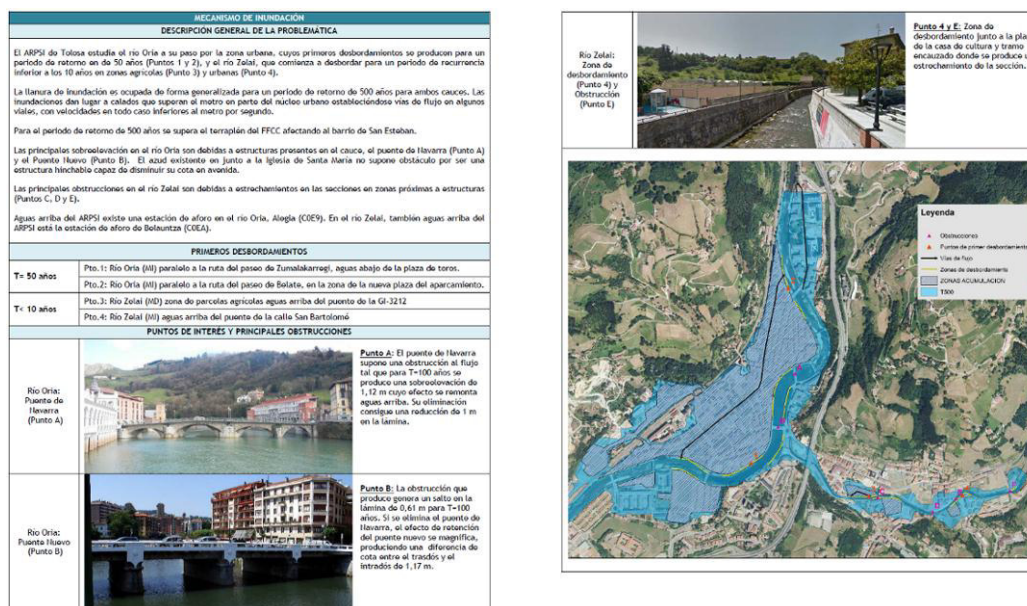 MECANISMO DE INUNDACIÓN
DESCRIPCIÓN GENERAL DE LA PROBLEMÁTICA
El ARPSI de Tolosa estudia el río Oria a su paso por la zona urbana, cuyos primeros desbordamientos se producen para un
periodo de retorno en de 50 años (Puntos 1 y 2), y el río Zelai, que comienza a desbordar para un periodo de recurrencia
inferior a los 10 años en zonas agrícolas (Punto 3) y urbanas (Punto 4).
La llanura de inundación es ocupada de forma generalizada para un periodo de retorno de 500 años para ambos cauces. Las
inundaciones dan lugar a calados que superan el metro en parte del núcleo urbano estableciéndose vías de flujo en algunos
viales, con velocidades en todo caso inferiores al metro por segundo.
Para el periodo de retorno de 500 años se supera el terraplén del FFCC afectando al barrio de San Esteban.
Las principales sobreelevación en el río Oria son debidas a estructuras presentes en el cauce, el puente de Navarra (Punto A)
y el Puente Nuevo (Punto B). El azud existente en junto a la Iglesia de Santa María no supone obstáculo por ser una
estructura hinchable capaz de disminuir su cota en avenida.
Las principales obstrucciones en el río Zelai son debidas a estrechamientos en las secciones en zonas próximas a estructuras
(Puntos C, D y E).
Aguas arriba del ARPSI existe una estación de aforo en el río Oria, Alegia (C0E9). En el río Zelai, también aguas arriba del
ARPSI está la estación de aforo de Belauntza (C0EA).
PRIMEROS DESBORDAMIENTOS
T= 50 años
Pto.1: Río Oria (MI) paralelo a la ruta del paseo de Zumalakarregi, aguas abajo de la plaza de toros.
Pto.2: Río Oria (MI) paralelo a la ruta del paseo de Belate, en la zona de la nueva plaza del aparcamiento.
T< 10 años
Pto.3: Río Zelai (MD) zona de parcelas agrícolas aguas arriba del puente de la GI-3212
Pto.4: Río Zelai (MI) aguas arriba del puente de la calle San Bartolomé
PUNTOS DE INTERÉS Y PRINCIPALES OBSTRUCCIONES
Río Oria:
Puente de
Navarra
(Punto A)
Punto A: El puente de Navarra
supone una obstrucción al flujo
tal que para T=100 años se
produce una sobreelevación de
1,12 m cuyo efecto se remonta
aguas arriba. Su eliminación
consigue una reducción de 1 m
en la lámina.
Río Oria:
Puente Nuevo
(Punto B)
Punto B: La obstrucción que
produce genera un salto en la
lámina de 0,61 m para T=100
años. Si se elimina el puente de
Navarra, el efecto de retención
del puente nuevo se magnifica,
produciendo una diferencia de
cota entre el trasdós y el
intradós de 1,17 m.
Río Zelai:
Zona de
desbordamiento
(Punto 4) y
Obstrucción
(Punto E)
Punto 4 y E: Zona de
desbordamiento junto a la pla
de la casa de cultura y tramo
encauzado donde se produce u
estrechamiento de la sección.
Leyenda
Obstrucciones
Puntos de primer desbordamiento
Vías de flujo
Zonas de desbordamiento
ZONAS ACUMULACION
T500